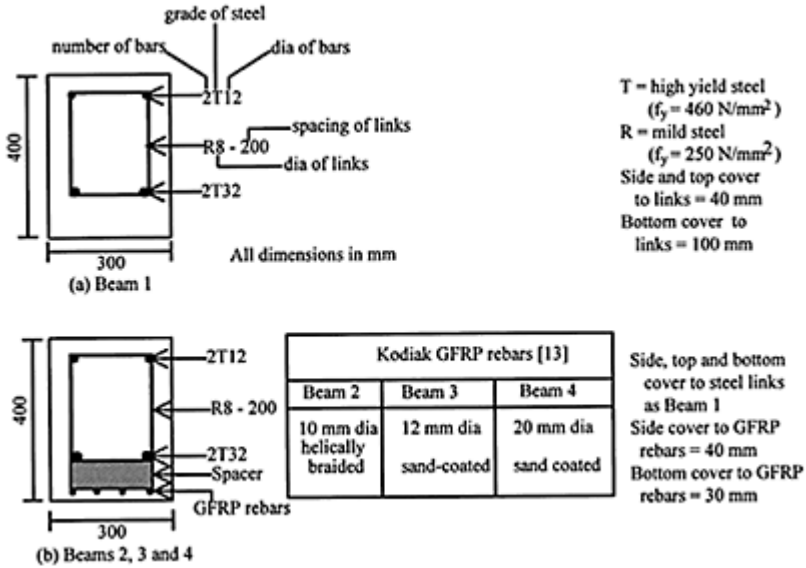 grade of steel
number of bars
dia of bars
2T12
spacing of links
R8 - 200
dia of links
2T32
400
300
All dimensions in mm
(a) Beam 1
T = high yield steel
(fy = 460 N/mm²)
R = mild steel
(fy = 250 N/mm²)
Side and top cover
to links = 40 mm
Bottom cover to
links = 100 mm
2T12
R8 - 200
2T32
Spacer
GFRP rebars
400
300
(b) Beams 2, 3 and 4
Kodiak GFRP rebars [13]
Beam 2 Beam 3 Beam 4
10 mm dia 12 mm dia 20 mm dia
helically
braided sand-coated sand coated
Side, top and bottom
cover to steel links
as Beam 1
Side cover to GFRP
rebars = 40 mm
Bottom cover to GFRP
rebars = 30 mm